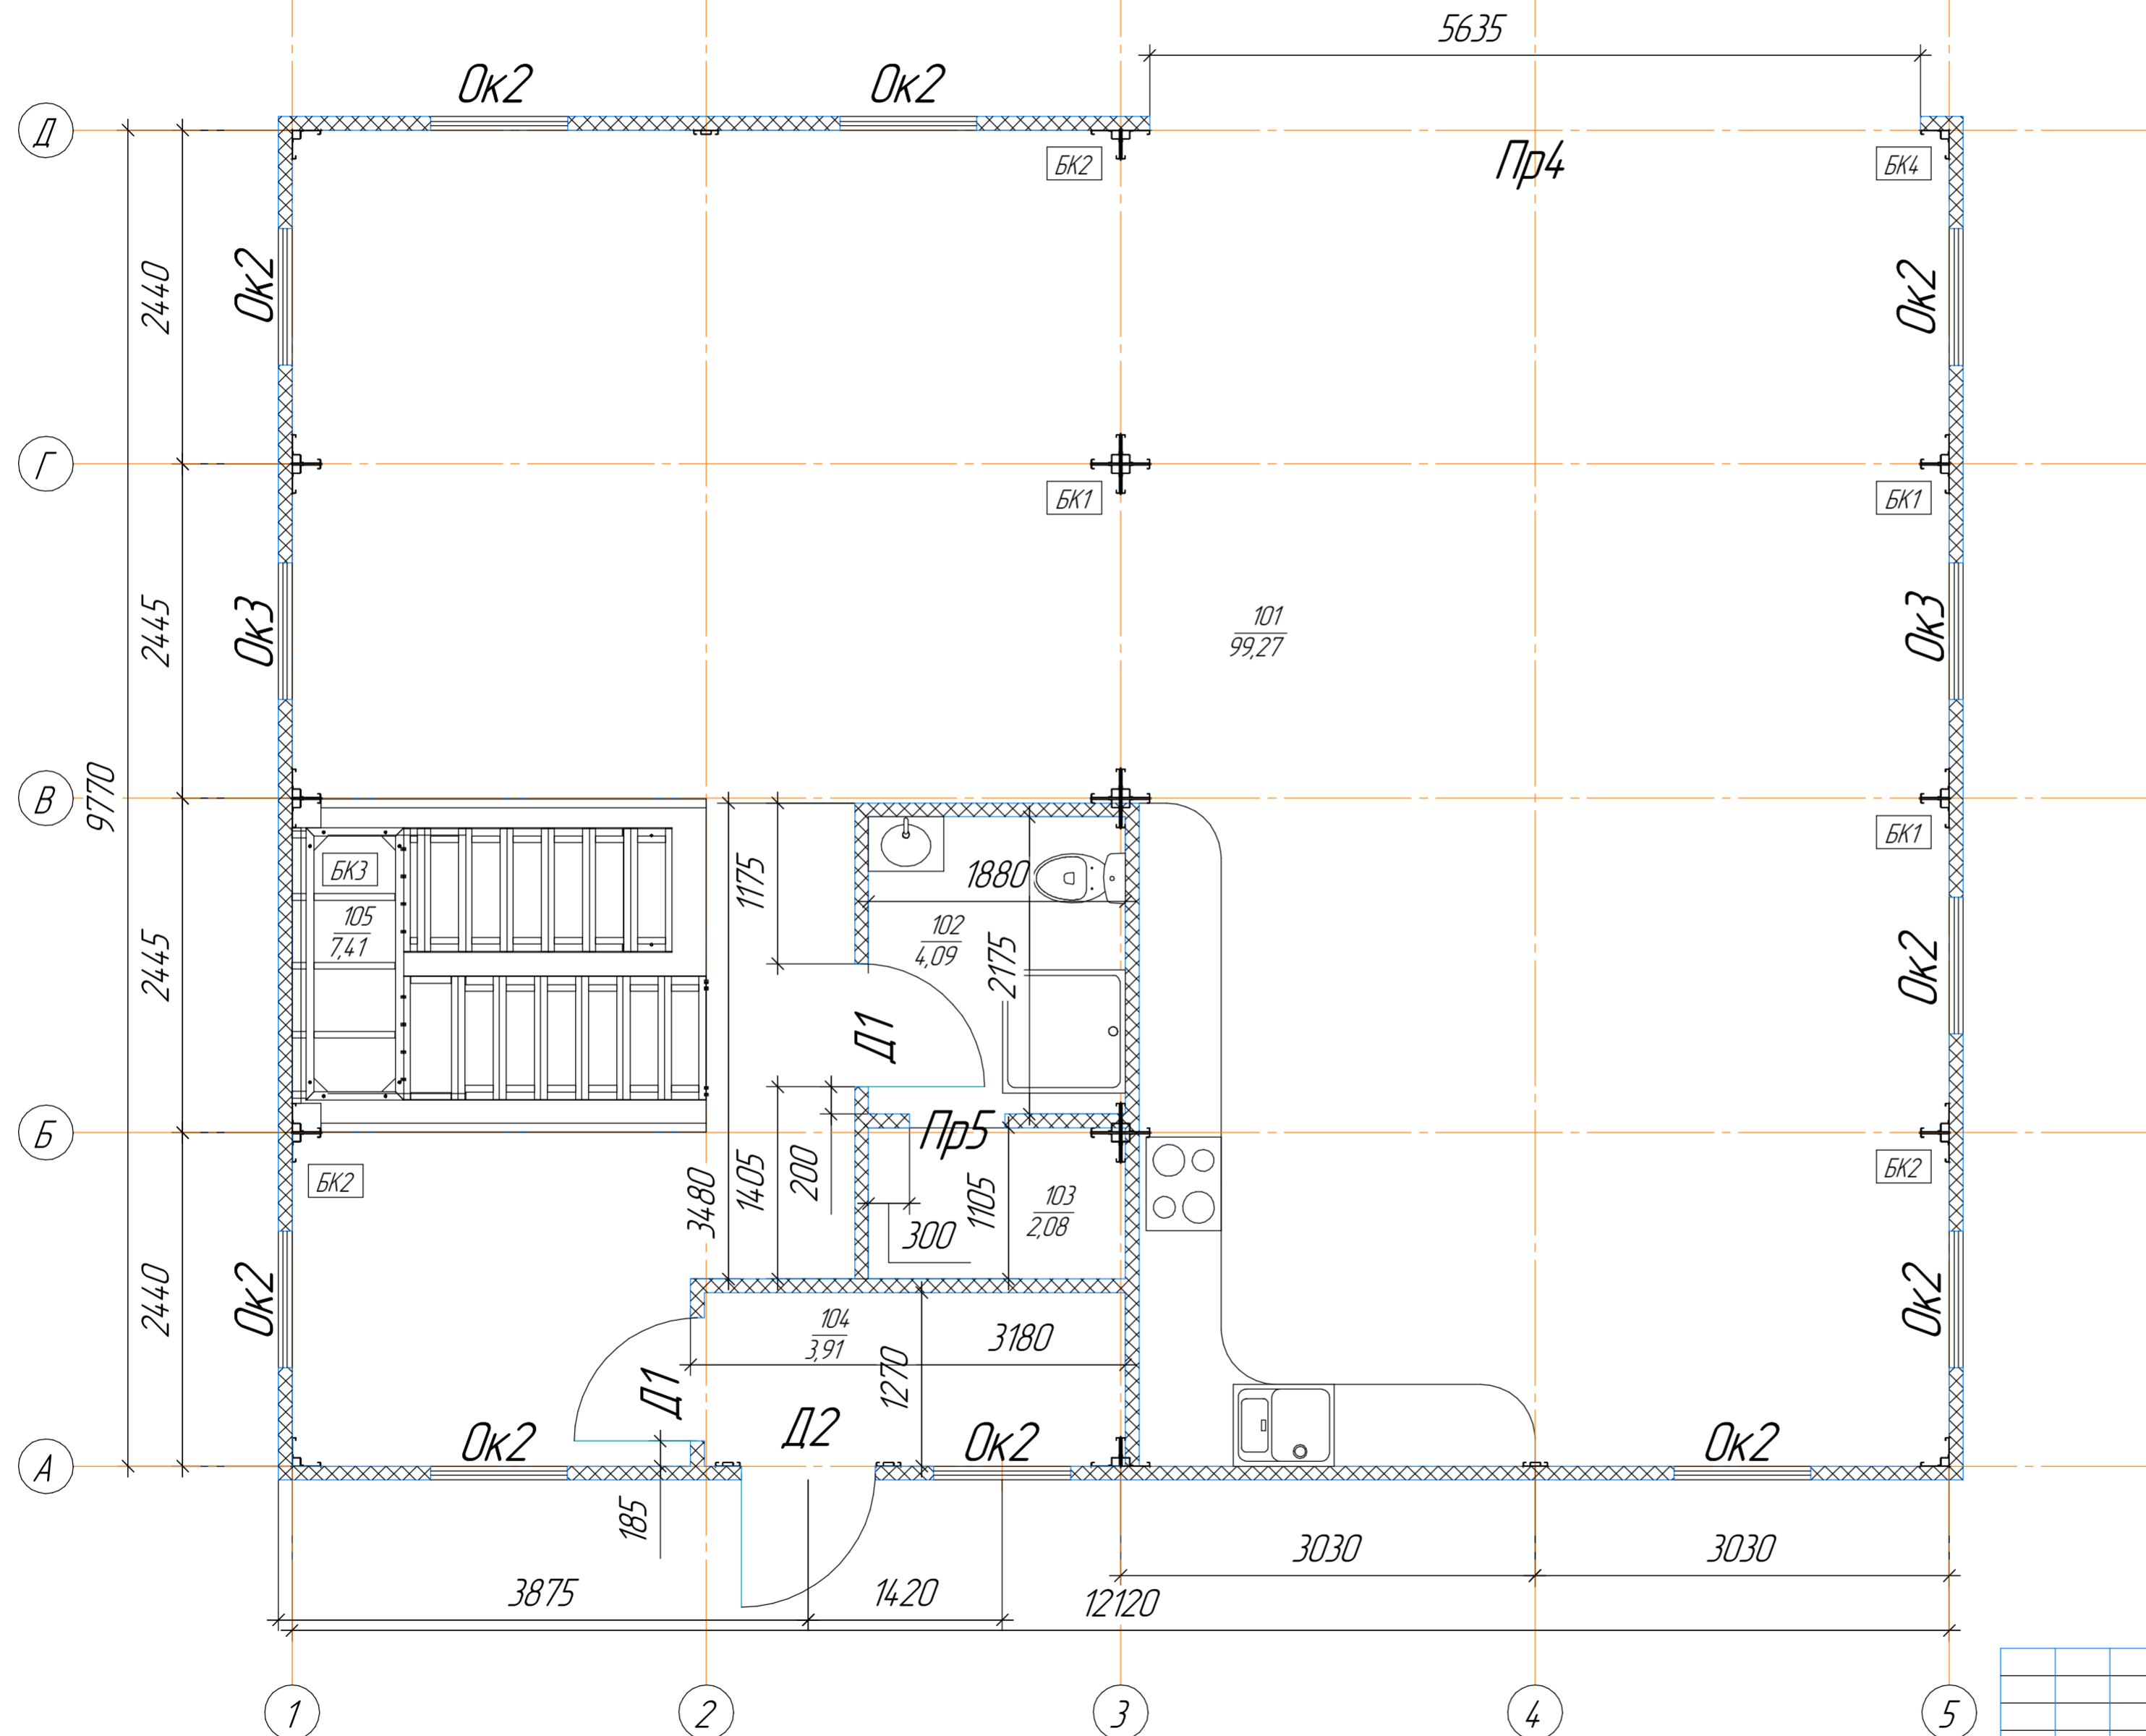 5635
Ок2
Ок2
Д
БК2
Пр4
БК4
Ок2
2440
Ок2
Г
БК1
БК1
Ок3
2445
101
99,27
Ок3
9770
В
БК1
БК3
105
7,41
1175
1880
102
4,09
2175
2445
Ок2
Д1
Б
Пр5
БК2
БК2
3480
1405
200
1105
103
2,08
300
2440
Ок2
Ок2
104
3,91
3180
1270
Д1
Д2
Ок2
Ок2
Ок2
А
185
3030
3030
3875
1420
12120
1
2
3
4
5